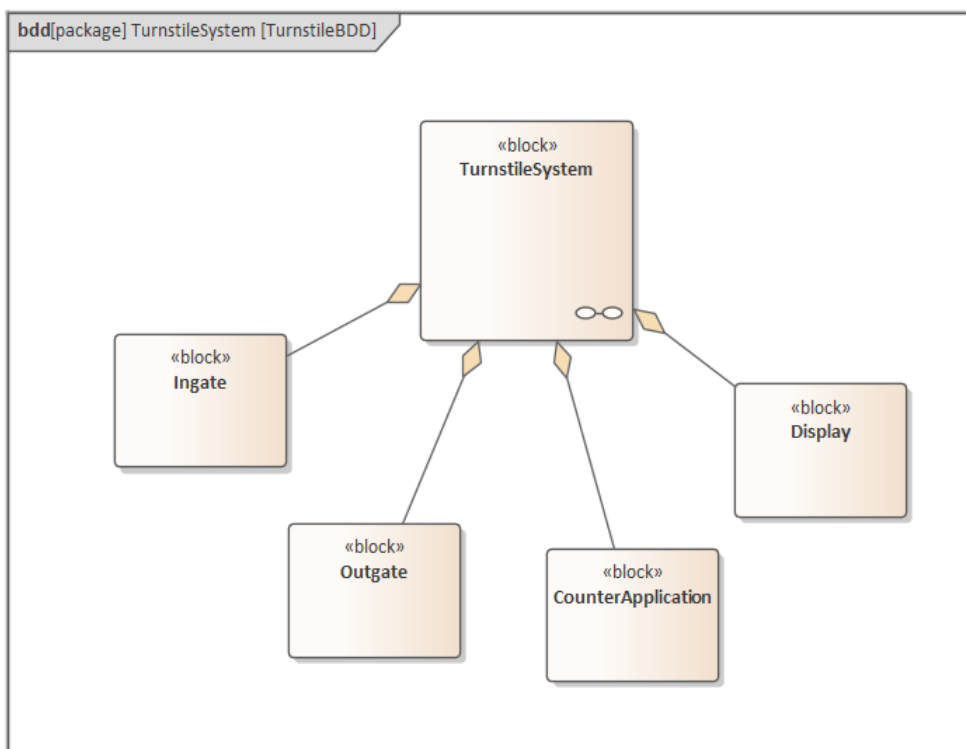 bdd[package] TurnstileSystem [TurnstileBDD]
«block»
TurnstileSystem
«block»
Ingate
«block»
Display
«block»
Outgate
«block»
CounterApplication